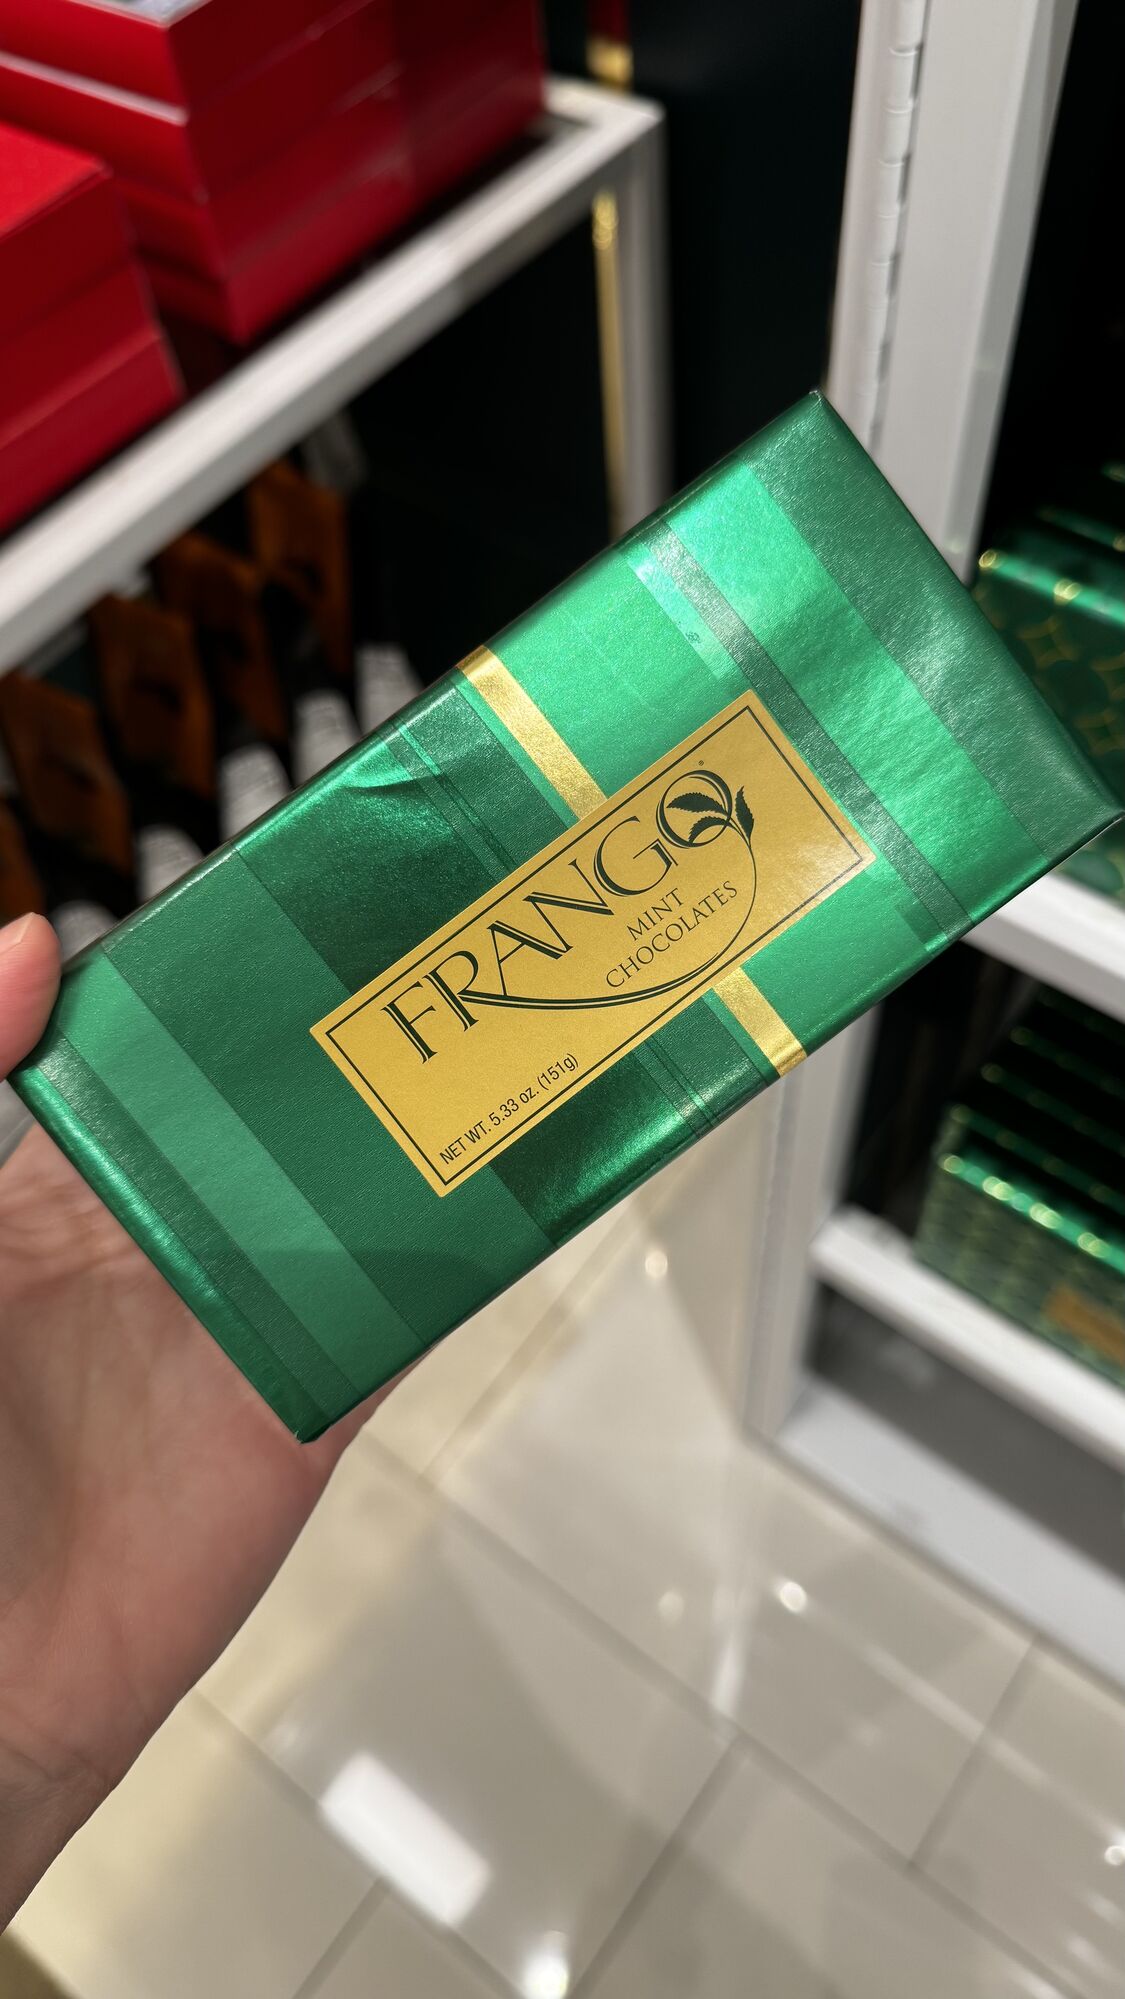 FRANGO®
MINT
CHOCOLATES
NET WT. 5.33 oz. (151g)